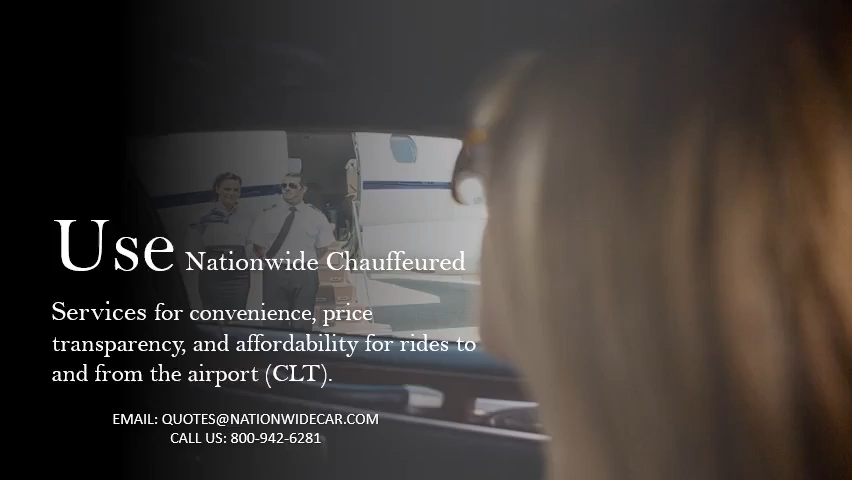 Use Nationwide Chauffeured
Services for convenience, price
transparency, and affordability for rides to
and from the airport (CLT).
EMAIL: QUOTES@NATIONWIDECAR.COM
CALL US: 800-942-6281